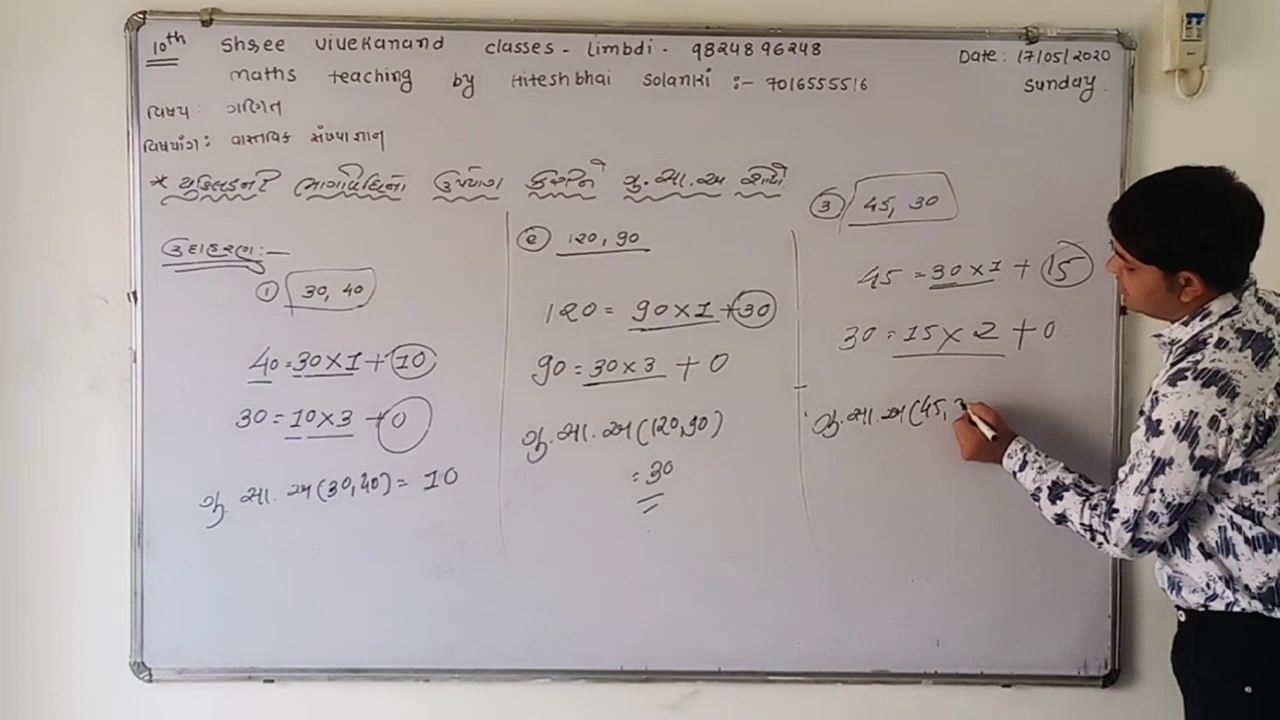 10th Shree vivekanand classes - Limbdi - 9824896248
Date: 17/05/2020
maths teaching by Hiteshbhai Solanki :- 7016555516
Sunday.
વિષય: ગણિત
વિષયાંગ: વાસ્તવિક સંખ્યાજ્ઞાન
* યુક્લિડની ભાગવિધિનો ઉપયોગ કરીને ગુ.સા.અ શોધો
ઉદાહરણ:-
① 30, 40
40 = 30 × 1 + 10
30 = 10 × 3 + 0
ગુ. સા. અ (30, 40) = 10
② 120, 90
120 = 90 × 1 + 30
90 = 30 × 3 + 0
ગુ. સા. અ (120, 90)
= 30
③ 45, 30
45 = 30 × 1 + 15
30 = 15 × 2 + 0
ગુ. સા. અ (45, 3